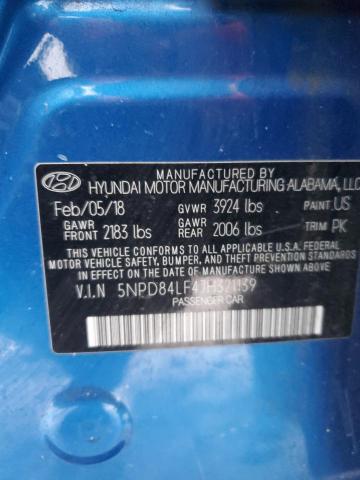 MANUFACTURED BY
HYUNDAI MOTOR MANUFACTURING ALABAMA, LLC
Feb/05/18 GVWR 3924 lbs PAINT US
GAWR FRONT 2183 lbs GAWR REAR 2006 lbs TRIM PK
THIS VEHICLE CONFORMS TO ALL APPLICABLE U.S.A. FEDERAL
MOTOR VEHICLE SAFETY, BUMPER, AND THEFT PREVENTION STANDARDS
IN EFFECT ON THE DATE OF MANUFACTURE SHOWN ABOVE.
V.I.N
PASSENGER CAR